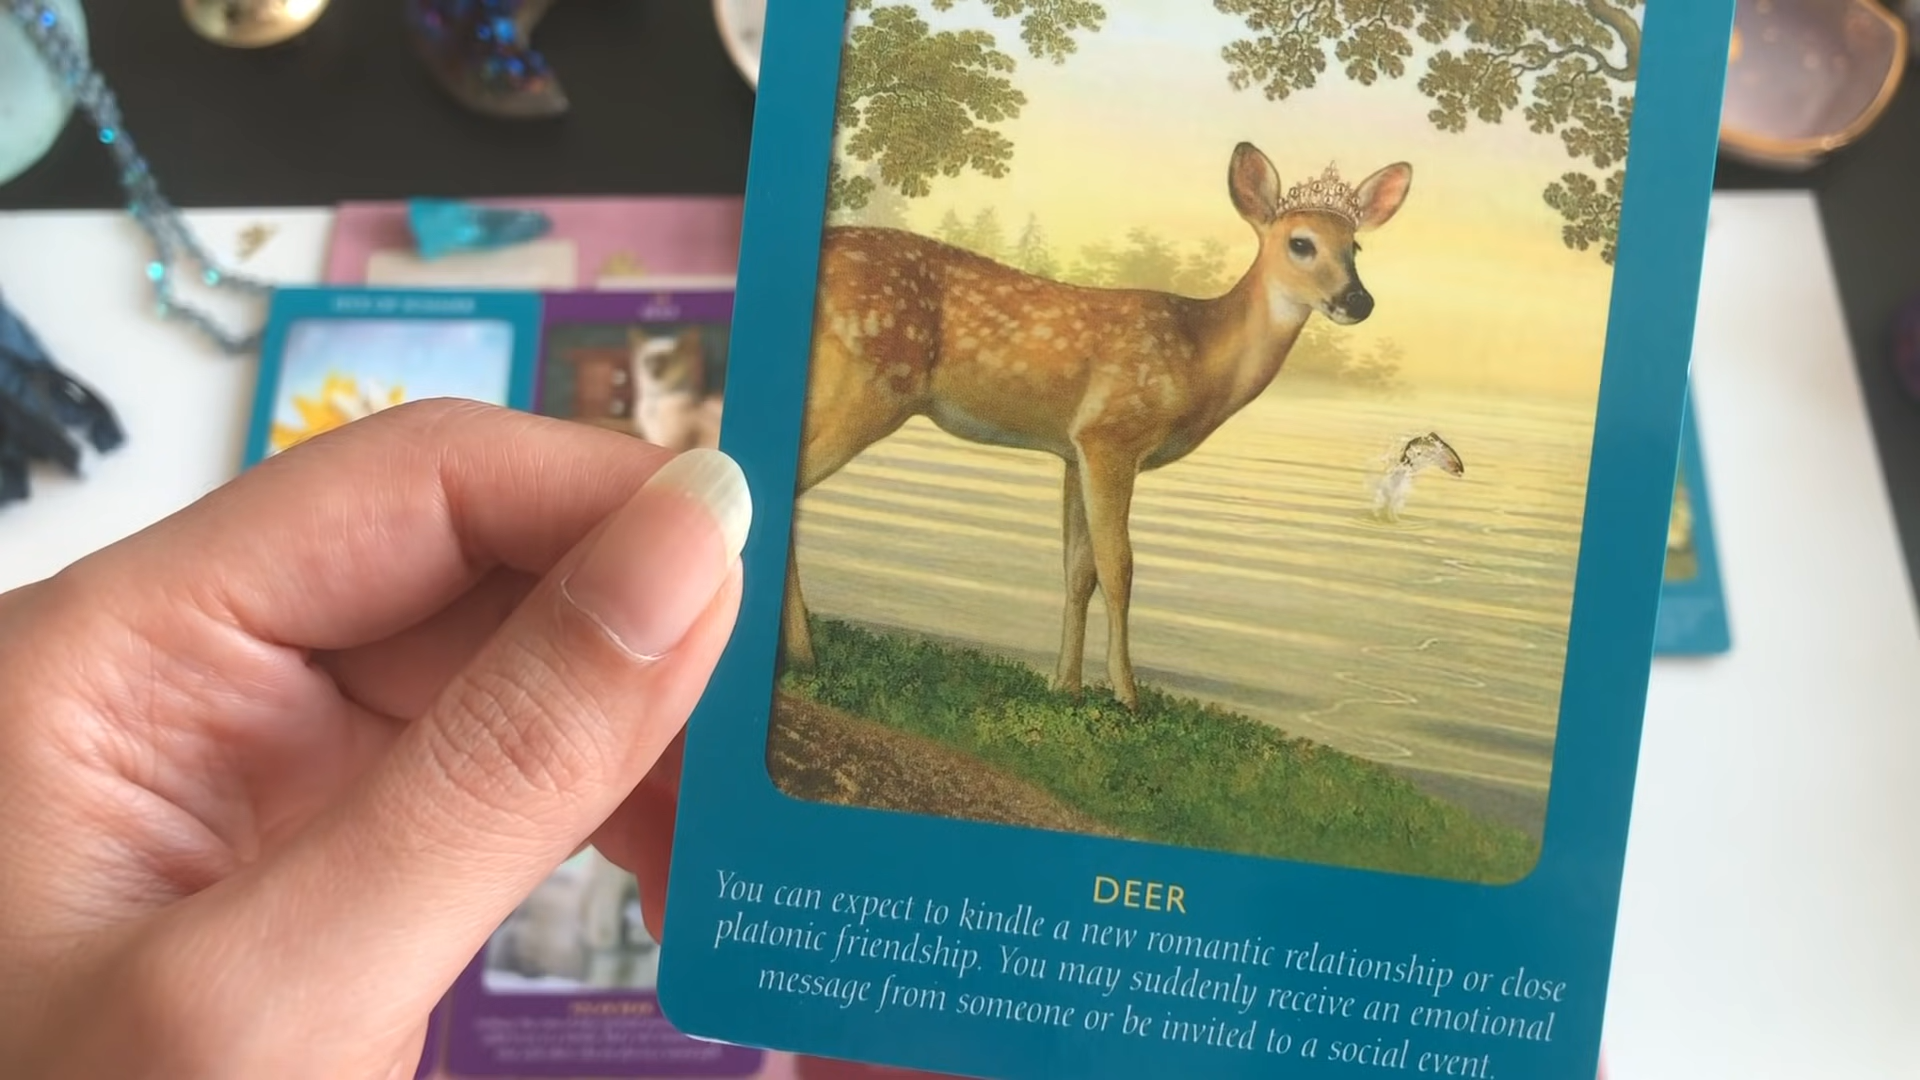 DEER
You can expect to kindle a new romantic relationship or close
platonic friendship. You may suddenly receive an emotional
message from someone or be invited to a social event.